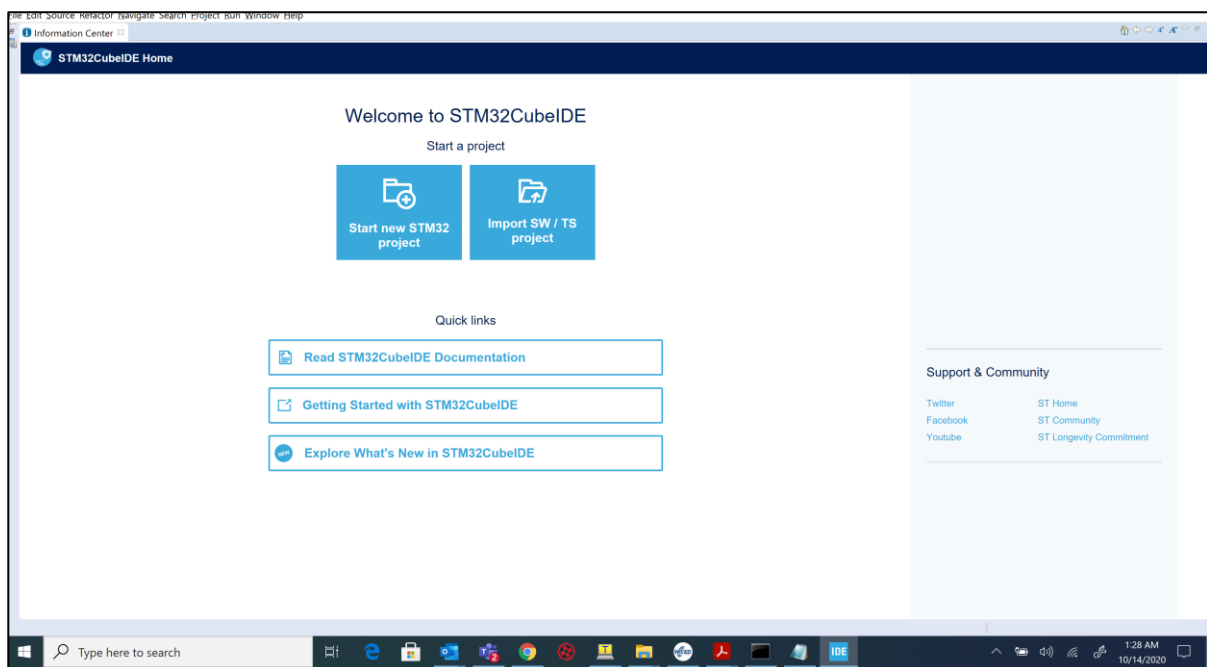 File Edit Source Refactor Navigate Search Project Run Window Help
Information Center
STM32CubeIDE Home
Welcome to STM32CubeIDE
Start a project
Start new STM32
project
Import SW / TS
project
Quick links
Read STM32CubeIDE Documentation
Getting Started with STM32CubeIDE
NEW
Explore What's New in STM32CubeIDE
Support & Community
Twitter
ST Home
Facebook
ST Community
Youtube
ST Longevity Commitment
Type here to search
WICED
IDE
1:28 AM
10/14/2020